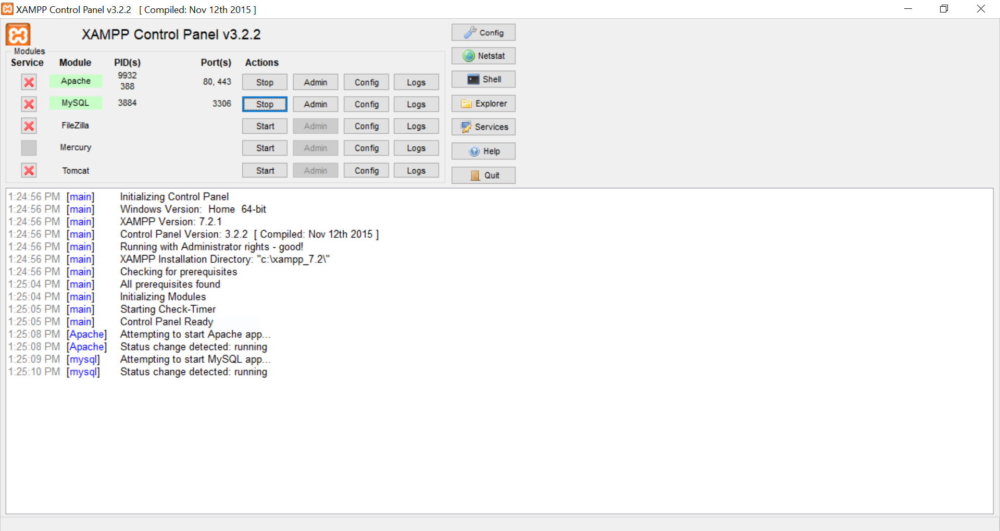 XAMPP Control Panel v3.2.2 [ Compiled: Nov 12th 2015 ]
XAMPP Control Panel v3.2.2
Config
Modules
Netstat
Service Module PID(s) Port(s) Actions
Apache 9932 388 80, 443 Stop Admin Config Logs
Shell
MySQL 3884 3306 Stop Admin Config Logs
Explorer
FileZilla Start Admin Config Logs
Services
Mercury Start Admin Config Logs
Help
Tomcat Start Admin Config Logs
Quit
1:24:56 PM [main] Initializing Control Panel
1:24:56 PM [main] Windows Version: Home 64-bit
1:24:56 PM [main] XAMPP Version: 7.2.1
1:24:56 PM [main] Control Panel Version: 3.2.2 [ Compiled: Nov 12th 2015 ]
1:24:56 PM [main] Running with Administrator rights - good!
1:24:56 PM [main] XAMPP Installation Directory: "c:\xampp_7.2\"
1:24:56 PM [main] Checking for prerequisites
1:25:04 PM [main] All prerequisites found
1:25:04 PM [main] Initializing Modules
1:25:05 PM [main] Starting Check-Timer
1:25:05 PM [main] Control Panel Ready
1:25:08 PM [Apache] Attempting to start Apache app...
1:25:08 PM [Apache] Status change detected: running
1:25:09 PM [mysql] Attempting to start MySQL app...
1:25:10 PM [mysql] Status change detected: running